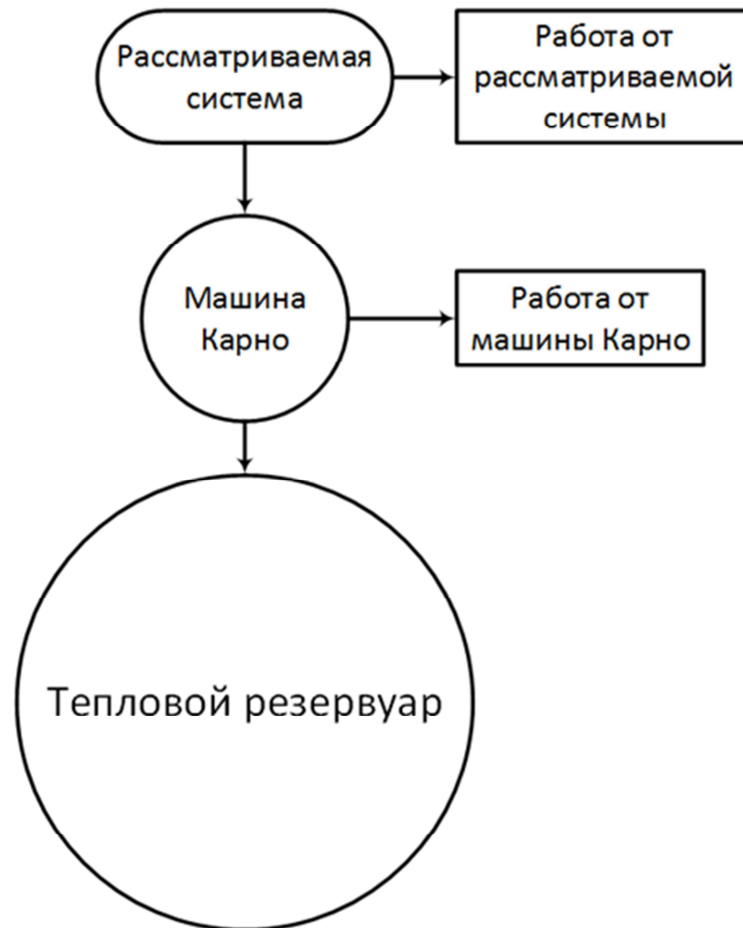 Рассматриваемая
система
Работа от
рассматриваемой
системы
Машина
Карно
Работа от
машины Карно
Тепловой резервуар